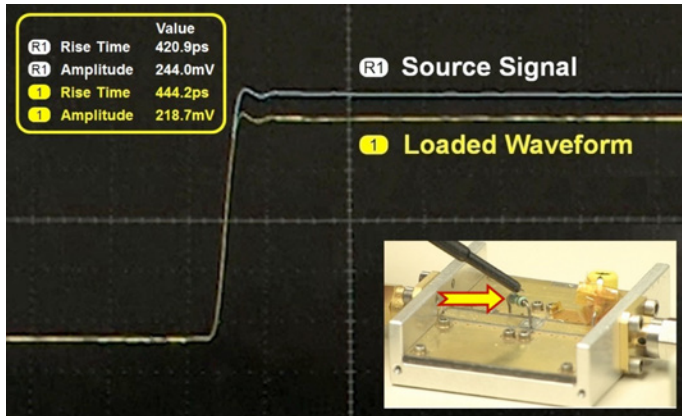 Value
R1 Rise Time 420.9ps
R1 Amplitude 244.0mV
1 Rise Time 444.2ps
1 Amplitude 218.7mV
R1 Source Signal
1 Loaded Waveform